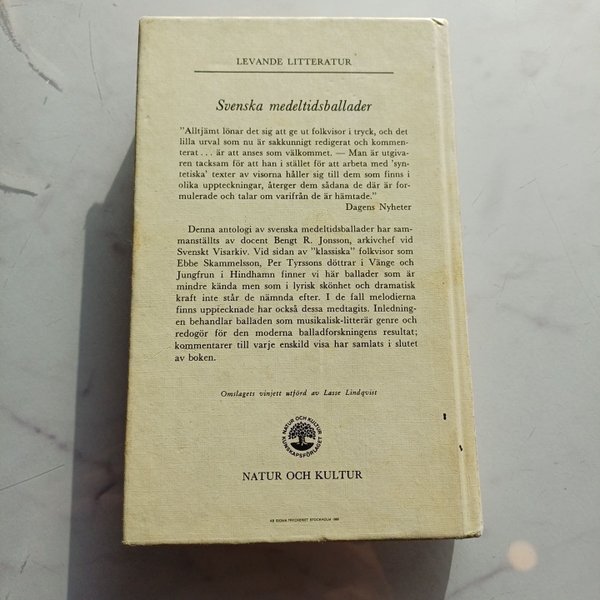 LEVANDE LITTERATUR
Svenska medeltidsballader
"Alltjämt lönar det sig att ge ut folkvisor i tryck, och det
lilla urval som nu är sakkunnigt redigerat och kommen-
terat . . . är att anses som välkommet. — Man är utgiva-
ren tacksam för att han i stället för att arbeta med 'syn-
tetiska' texter av visorna håller sig till dem som finns i
olika uppteckningar, återger dem sådana de där är for-
mulerade och talar om varifrån de är hämtade."
Dagens Nyheter
Denna antologi av svenska medeltidsballader har sam-
manställts av docent Bengt R. Jonsson, arkivchef vid
Svenskt Visarkiv. Vid sidan av "klassiska" folkvisor som
Ebbe Skammelsson, Per Tyrssons döttrar i Vänge och
Jungfrun i Hindhamn finner vi här ballader som är
mindre kända men som i lyrisk skönhet och dramatisk
kraft inte står de nämnda efter. I de fall melodierna
finns upptecknade har också dessa medtagits. Inledning-
en behandlar balladen som musikalisk-litterär genre och
redogör för den moderna balladforskningens resultat;
kommentarer till varje enskild visa har samlats i slutet
av boken.
Omslagets vinjett utförd av Lasse Lindqvist
NATUR OCH KULTUR
KUNSKAPSFÖRLAGET
NATUR OCH KULTUR